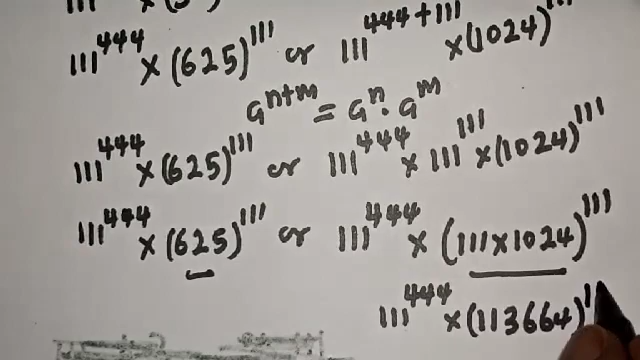 111^444 × (625)^111 or 111^444+111 × (1024)^111
a^n+m = a^n · a^m
111^444 × (625)^111 or 111^444 × 111^111 × (1024)^111
111^444 × (625)^111 or 111^444 × (111×1024)^111
111^444 × (113664)